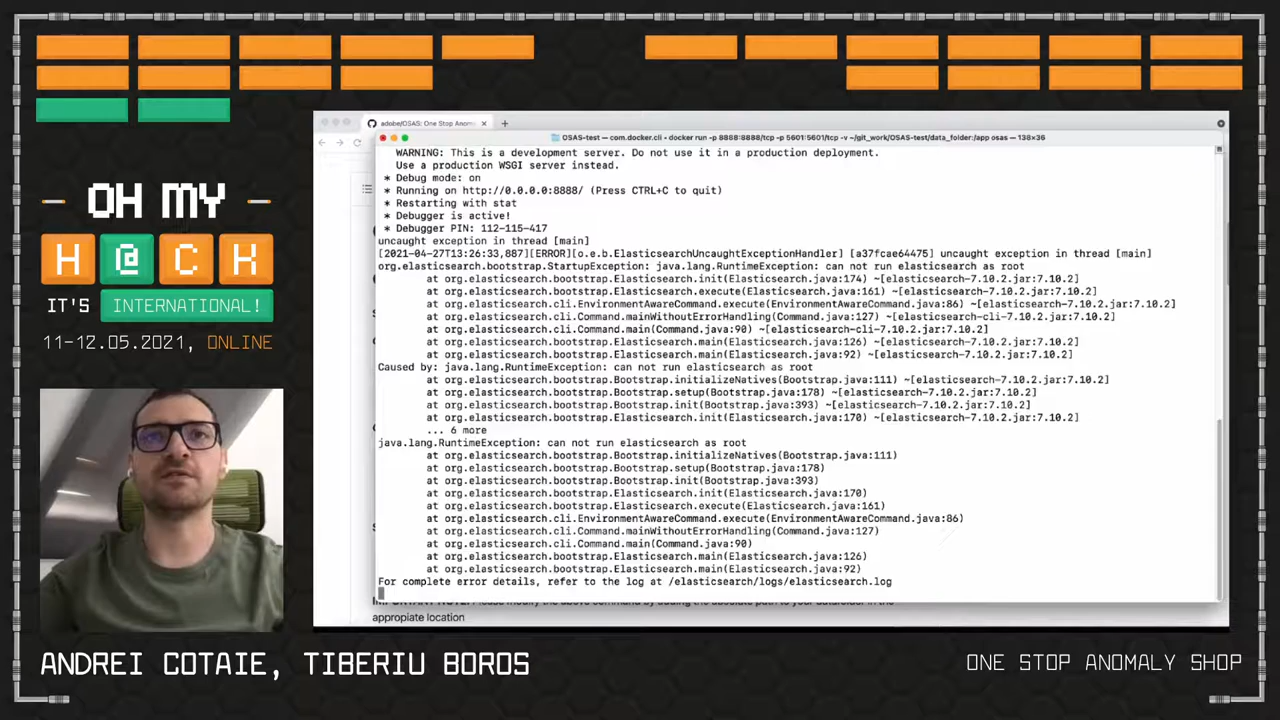 OH MY
H@CK
IT'S INTERNATIONAL!
11-12.05.2021, ONLINE
adobe/OSAS: One Stop Anom
OSAS-test — com.docker.cli • docker run -p 8888:8888/tcp -p 5601:5601/tcp -v ~/git_work/OSAS-test/data_folder:/app osas — 138×36
WARNING: This is a development server. Do not use it in a production deployment.
Use a production WSGI server instead.
* Debug mode: on
* Running on http://0.0.0.0:8888/ (Press CTRL+C to quit)
* Restarting with stat
* Debugger is active!
* Debugger PIN: 112-115-417
uncaught exception in thread [main]
[2021-04-27T13:26:33,887][ERROR][o.e.b.ElasticsearchUncaughtExceptionHandler] [a37fcae64475] uncaught exception in thread [main]
org.elasticsearch.bootstrap.StartupException: java.lang.RuntimeException: can not run elasticsearch as root
at org.elasticsearch.bootstrap.Elasticsearch.init(Elasticsearch.java:174) ~[elasticsearch-7.10.2.jar:7.10.2]
at org.elasticsearch.bootstrap.Elasticsearch.execute(Elasticsearch.java:161) ~[elasticsearch-7.10.2.jar:7.10.2]
at org.elasticsearch.cli.EnvironmentAwareCommand.execute(EnvironmentAwareCommand.java:86) ~[elasticsearch-7.10.2.jar:7.10.2]
at org.elasticsearch.cli.Command.mainWithoutErrorHandling(Command.java:127) ~[elasticsearch-cli-7.10.2.jar:7.10.2]
at org.elasticsearch.cli.Command.main(Command.java:90) ~[elasticsearch-cli-7.10.2.jar:7.10.2]
at org.elasticsearch.bootstrap.Elasticsearch.main(Elasticsearch.java:126) ~[elasticsearch-7.10.2.jar:7.10.2]
at org.elasticsearch.bootstrap.Elasticsearch.main(Elasticsearch.java:92) ~[elasticsearch-7.10.2.jar:7.10.2]
Caused by: java.lang.RuntimeException: can not run elasticsearch as root
at org.elasticsearch.bootstrap.Bootstrap.initializeNatives(Bootstrap.java:111) ~[elasticsearch-7.10.2.jar:7.10.2]
at org.elasticsearch.bootstrap.Bootstrap.setup(Bootstrap.java:178) ~[elasticsearch-7.10.2.jar:7.10.2]
at org.elasticsearch.bootstrap.Bootstrap.init(Bootstrap.java:393) ~[elasticsearch-7.10.2.jar:7.10.2]
at org.elasticsearch.bootstrap.Elasticsearch.init(Elasticsearch.java:170) ~[elasticsearch-7.10.2.jar:7.10.2]
... 6 more
java.lang.RuntimeException: can not run elasticsearch as root
at org.elasticsearch.bootstrap.Bootstrap.initializeNatives(Bootstrap.java:111)
at org.elasticsearch.bootstrap.Bootstrap.setup(Bootstrap.java:178)
at org.elasticsearch.bootstrap.Bootstrap.init(Bootstrap.java:393)
at org.elasticsearch.bootstrap.Elasticsearch.init(Elasticsearch.java:170)
at org.elasticsearch.bootstrap.Elasticsearch.execute(Elasticsearch.java:161)
at org.elasticsearch.cli.EnvironmentAwareCommand.execute(EnvironmentAwareCommand.java:86)
at org.elasticsearch.cli.Command.mainWithoutErrorHandling(Command.java:127)
at org.elasticsearch.cli.Command.main(Command.java:90)
at org.elasticsearch.bootstrap.Elasticsearch.main(Elasticsearch.java:126)
at org.elasticsearch.bootstrap.Elasticsearch.main(Elasticsearch.java:92)
For complete error details, refer to the log at /elasticsearch/logs/elasticsearch.log
appropiate location
ANDREI COTAIE, TIBERIU BOROS
ONE STOP ANOMALY SHOP